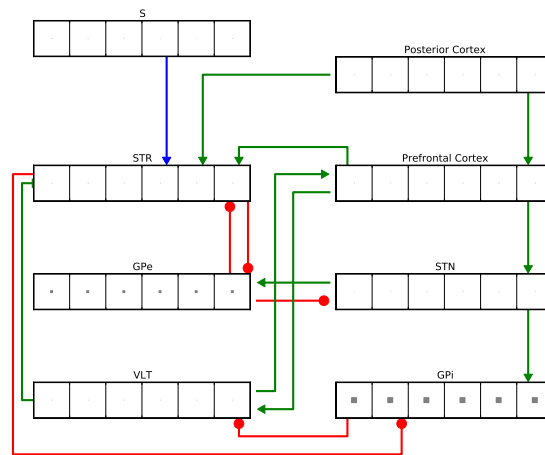 S
Posterior Cortex
STR
Prefrontal Cortex
GPe
STN
VLT
GPi